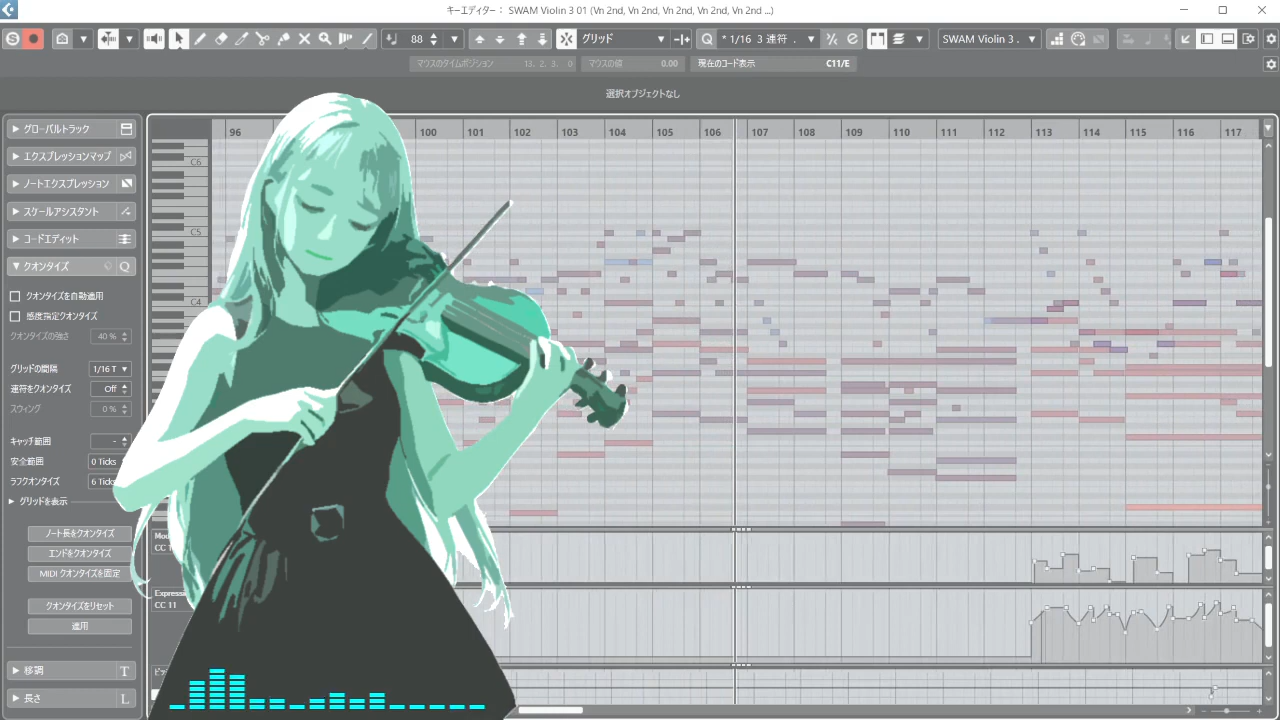 キーエディター： SWAM Violin 3 01 (Vn 2nd, Vn 2nd, Vn 2nd, Vn 2nd, Vn 2nd ...)
88 グリッド Q * 1/16 3 連符 . SWAM Violin 3 .
マウスのタイムポジション 13. 2. 3. 0 マウスの値 0.00 現在のコード表示 C11/E
選択オブジェクトなし
96 100 101 102 103 104 105 106 107 108 109 110 111 112 113 114 115 116 117
グローバルトラック
エクスプレッションマップ
ノートエクスプレッション
スケールアシスタント
コードエディット
クオンタイズ Q
クオンタイズを自動適用
感度指定クオンタイズ
クオンタイズの強さ 40 %
グリッドの間隔 1/16 T
連符をクオンタイズ Off
スウィング 0 %
キャッチ範囲 -
安全範囲 0 Ticks
ラフクオンタイズ 6 Ticks
グリッドを表示
ノート長をクオンタイズ
エンドをクオンタイズ
MIDI クオンタイズを固定
クオンタイズをリセット
適用
移調 T
長さ L
C6
C5
C4
CC 1
Expres
CC 11